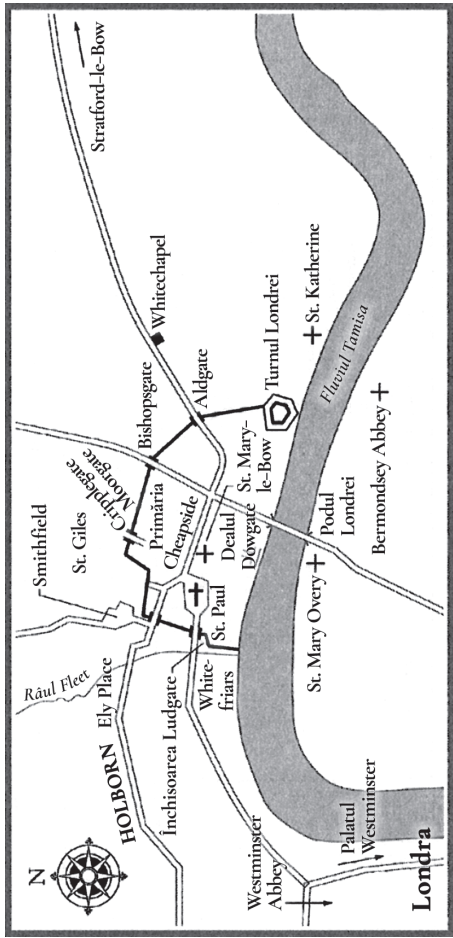 Stratford-le-Bow
Whitechapel
Bishopsgate
Aldgate
Turnul Londrei
St. Katherine
Fluviul Tamisa
Cripplegate
Moorgate
Smithfield
St. Giles
Primăria
Cheapside
St. Mary-
le-Bow
Dealul
Dowgate
Podul
Londrei
Bermondsey Abbey
St. Paul
St. Mary Overy
Râul Fleet
Ely Place
HOLBORN
Închisoarea Ludgate
White-
friars
N
Westminster
Abbey
Palatul
Westminster
Londra